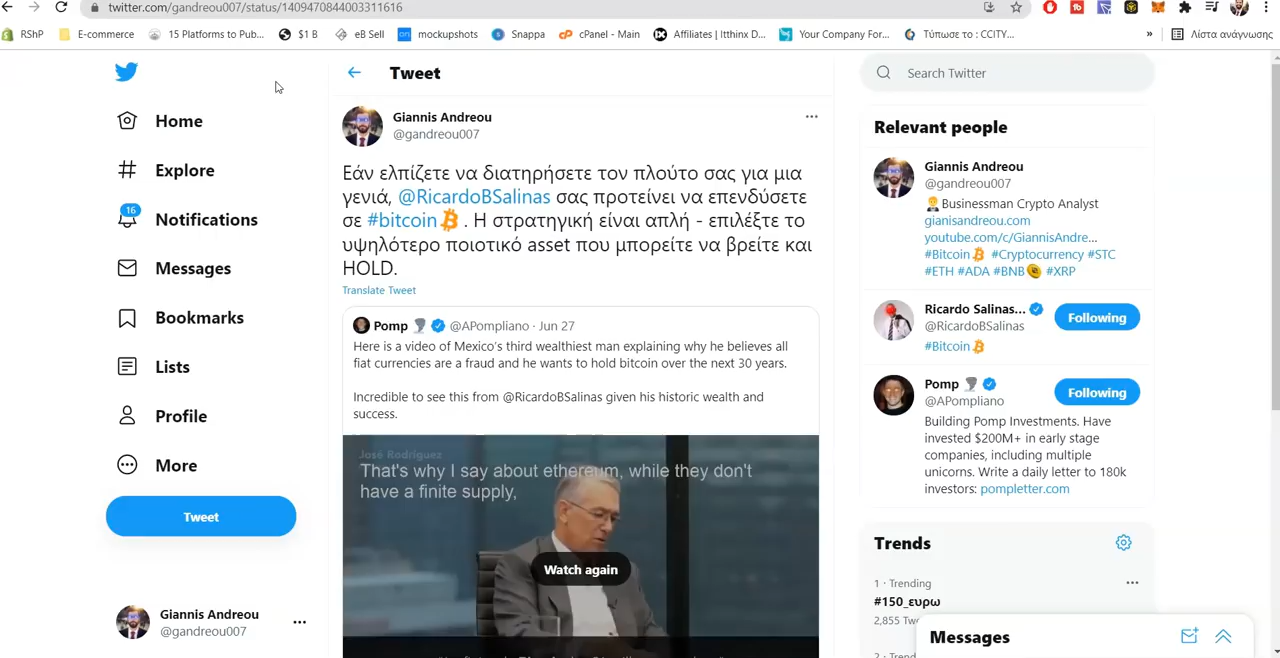 twitter.com/gandreou007/status/1409470844003311616
RShP
E-commerce
15 Platforms to Pub...
$1 B
eB Sell
mockupshots
Snappa
cPanel - Main
Affiliates | Itthinx D...
Your Company For...
Τύπωσε το : CCITY...
»
Λίστα ανάγνωσης
Tweet
Search Twitter
Home
Explore
16
Notifications
Messages
Bookmarks
Lists
Profile
More
Tweet
Giannis Andreou
@gandreou007
Giannis Andreou
@gandreou007
Εάν ελπίζετε να διατηρήσετε τον πλούτο σας για μια
γενιά, @RicardoBSalinas σας προτείνει να επενδύσετε
σε #bitcoin . Η στρατηγική είναι απλή - επιλέξτε το
υψηλότερο ποιοτικό asset που μπορείτε να βρείτε και
HOLD.
Translate Tweet
Pomp @APompliano · Jun 27
Here is a video of Mexico's third wealthiest man explaining why he believes all
fiat currencies are a fraud and he wants to hold bitcoin over the next 30 years.
Incredible to see this from @RicardoBSalinas given his historic wealth and
success.
José Rodríguez
That's why I say about ethereum, while they don't
have a finite supply,
Watch again
Relevant people
Giannis Andreou
@gandreou007
Businessman Crypto Analyst
gianisandreou.com
youtube.com/c/GiannisAndre...
#Bitcoin #Cryptocurrency #STC
#ETH #ADA #BNB #XRP
Ricardo Salinas...
Following
@RicardoBSalinas
#Bitcoin
Pomp
Following
@APompliano
Building Pomp Investments. Have
invested $200M+ in early stage
companies, including multiple
unicorns. Write a daily letter to 180k
investors: pompletter.com
Trends
1 · Trending
#150_ευρω
2,855 Tw
Messages